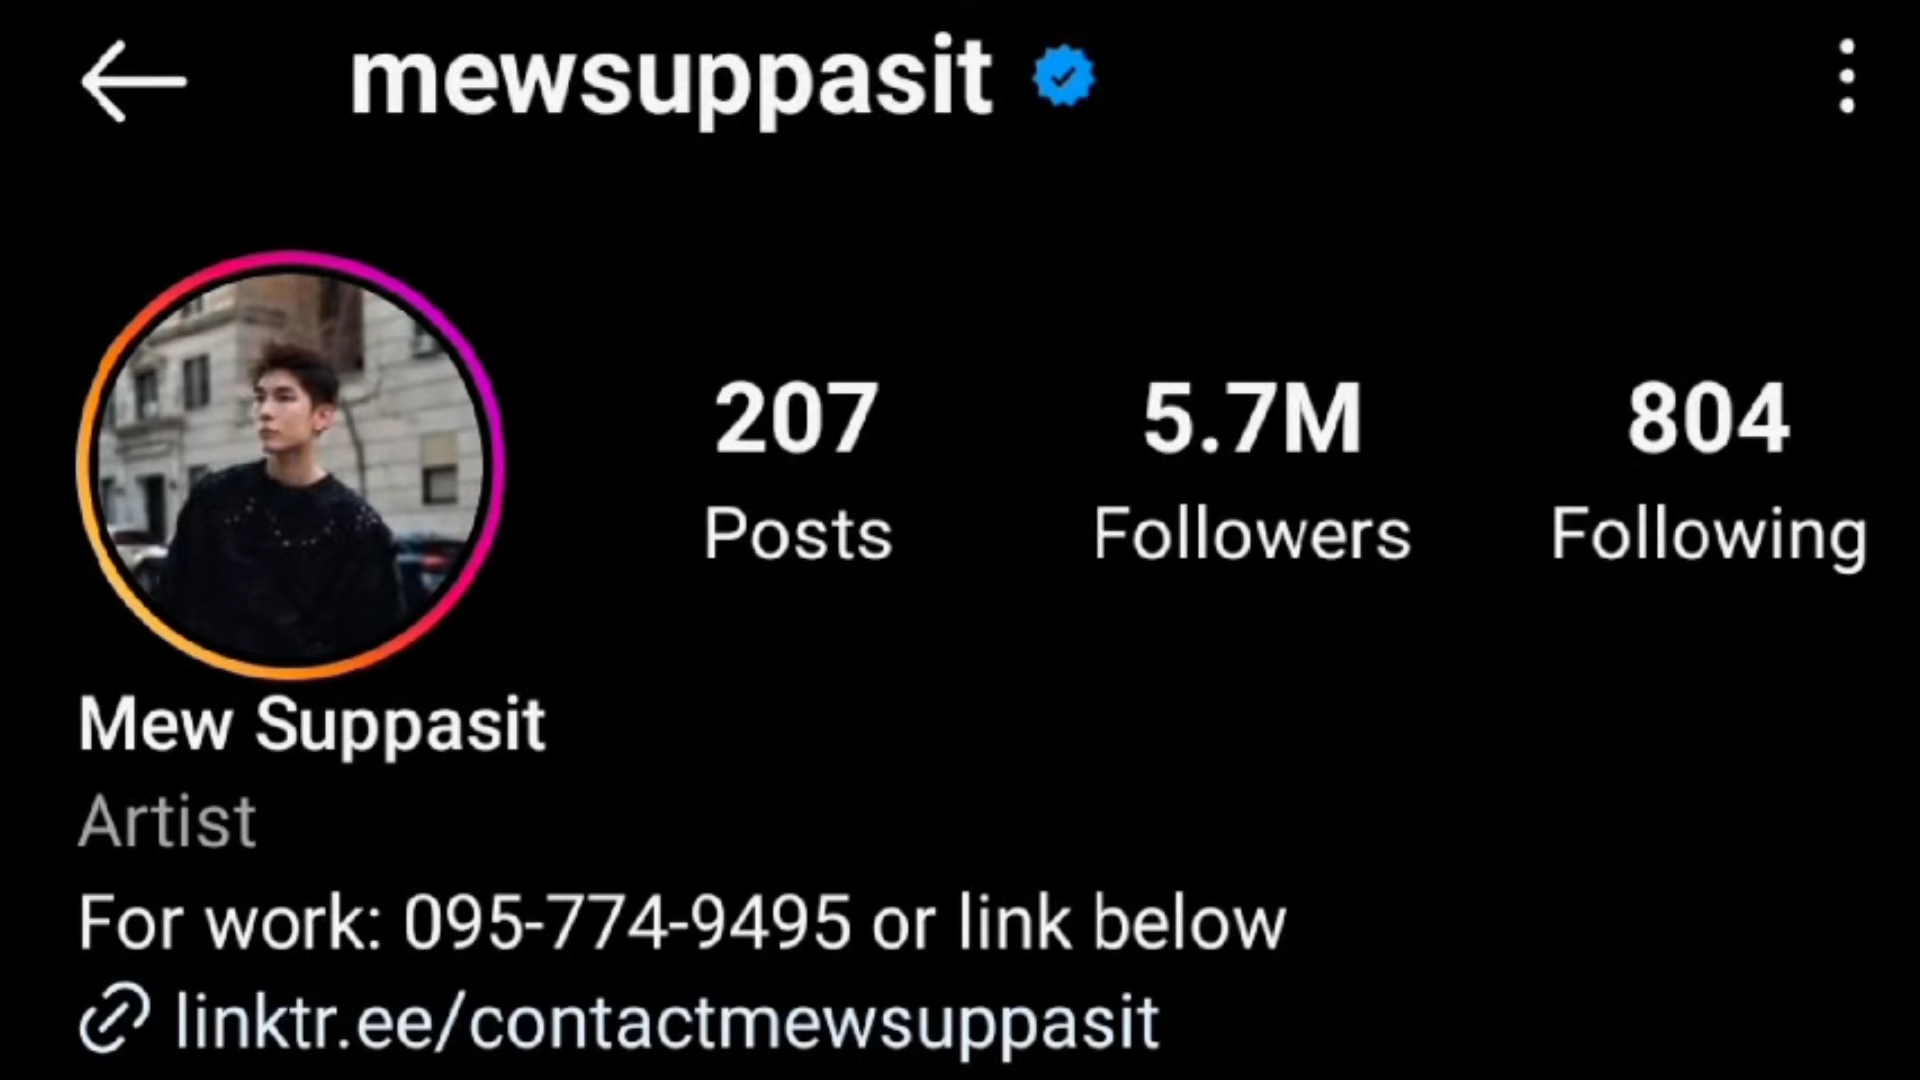 mewsuppasit
207 5.7M 804
Posts Followers Following
Mew Suppasit
Artist
For work: 095-774-9495 or link below
linktr.ee/contactmewsuppasit